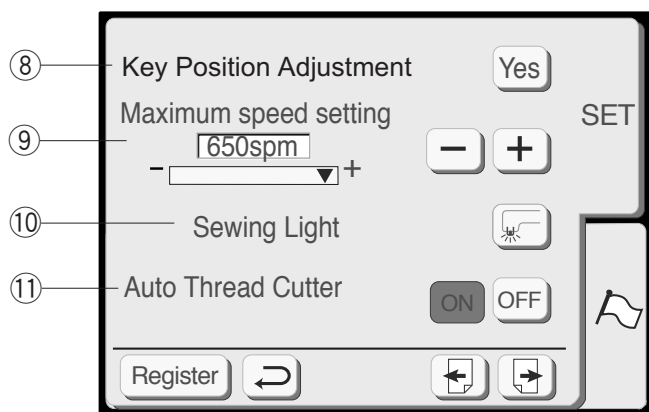 ⑧ Key Position Adjustment Yes
SET
Maximum speed setting
⑨ 650spm
- +
− +
⑩ Sewing Light
⑪ Auto Thread Cutter ON OFF
Register